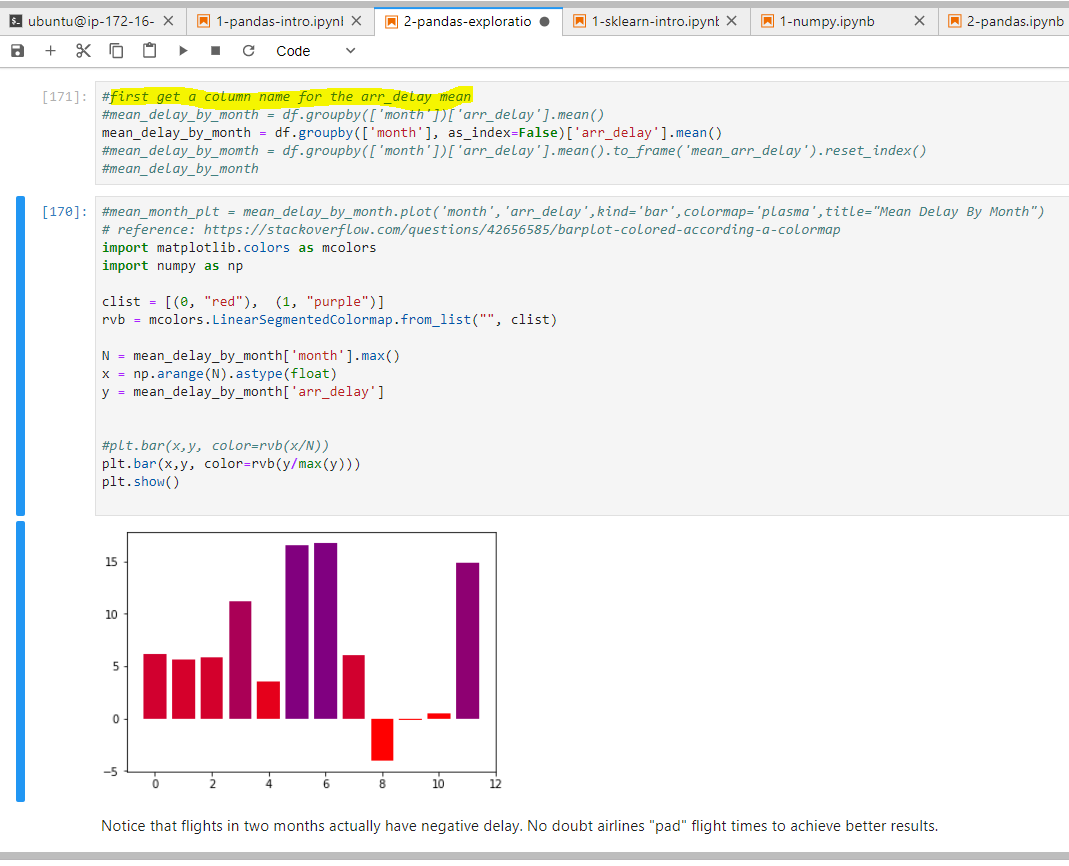 ubuntu@ip-172-16- 1-pandas-intro.ipynl 2-pandas-exploratio 1-sklearn-intro.ipynt 1-numpy.ipynb 2-pandas.ipynb
Code
[171]: #first get a column name for the arr_delay mean
#mean_delay_by_month = df.groupby(['month'])['arr_delay'].mean()
mean_delay_by_month = df.groupby(['month'], as_index=False)['arr_delay'].mean()
#mean_delay_by_momth = df.groupby(['month'])['arr_delay'].mean().to_frame('mean_arr_delay').reset_index()
#mean_delay_by_month
[170]: #mean_month_plt = mean_delay_by_month.plot('month','arr_delay',kind='bar',colormap='plasma',title="Mean Delay By Month")
# reference: https://stackoverflow.com/questions/42656585/barplot-colored-according-a-colormap
import matplotlib.colors as mcolors
import numpy as np
clist = [(0, "red"), (1, "purple")]
rvb = mcolors.LinearSegmentedColormap.from_list("", clist)
N = mean_delay_by_month['month'].max()
x = np.arange(N).astype(float)
y = mean_delay_by_month['arr_delay']
#plt.bar(x,y, color=rvb(x/N))
plt.bar(x,y, color=rvb(y/max(y)))
plt.show()
15
10
5
0
−5
0 2 4 6 8 10 12
Notice that flights in two months actually have negative delay. No doubt airlines "pad" flight times to achieve better results.